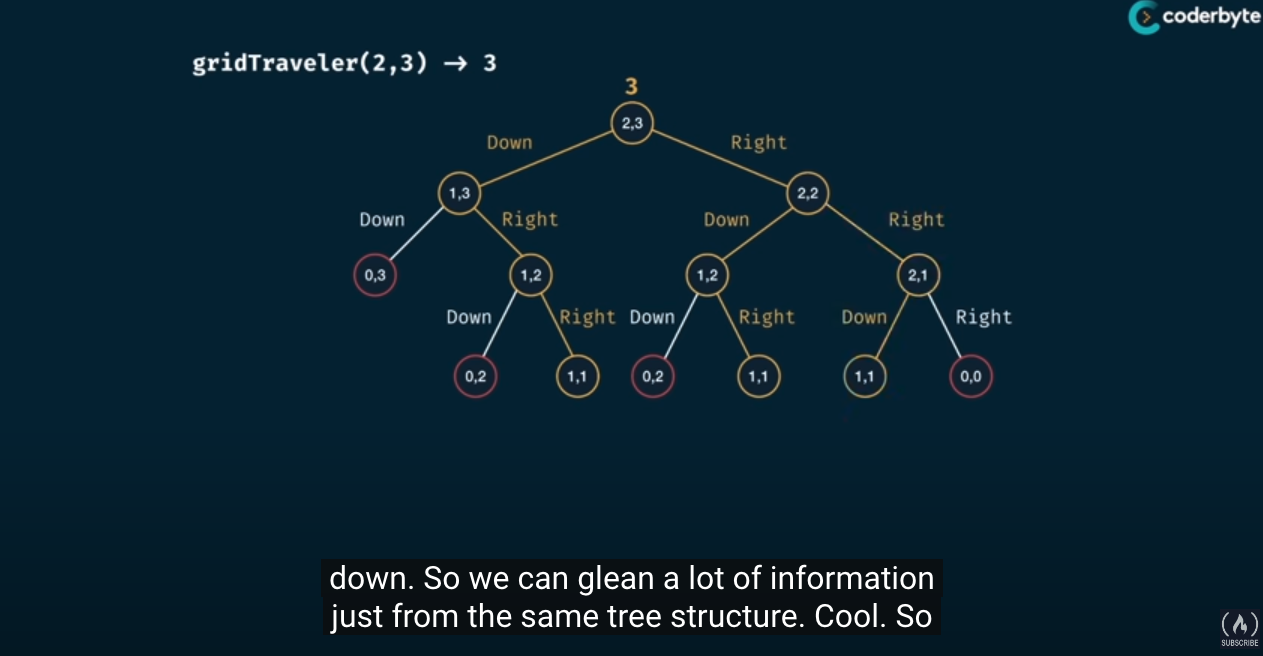 coderbyte
gridTraveler(2,3) → 3
3
2,3
Down
Right
1,3
2,2
Down
Right
Down
Right
0,3
1,2
1,2
2,1
Down
Right
Down
Right
Down
Right
0,2
1,1
0,2
1,1
1,1
0,0
down. So we can glean a lot of information
just from the same tree structure. Cool. So
SUBSCRIBE